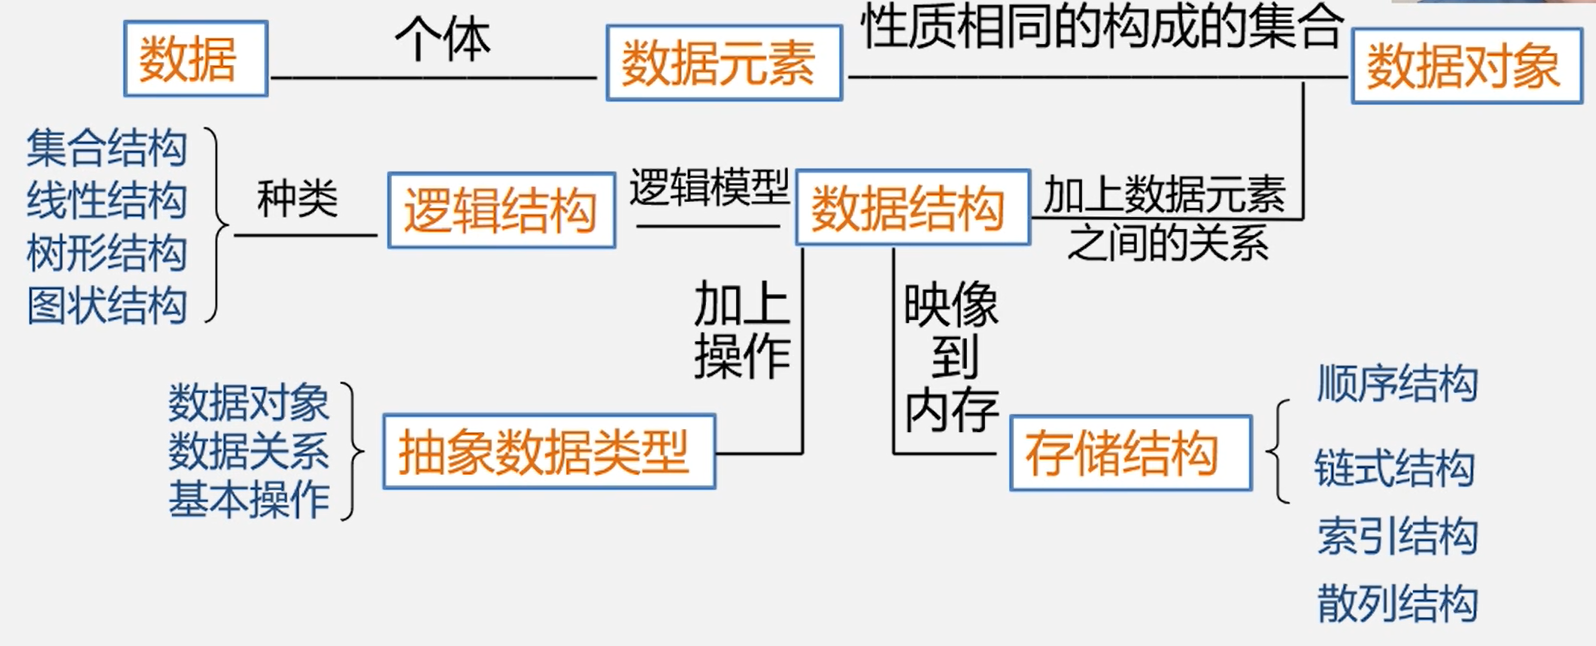 数据
个体
数据元素
性质相同的构成的集合
数据对象
集合结构
线性结构
树形结构
图状结构
种类
逻辑结构
逻辑模型
数据结构
加上数据元素
之间的关系
加上
操作
映像
到
内存
数据对象
数据关系
基本操作
抽象数据类型
存储结构
顺序结构
链式结构
索引结构
散列结构